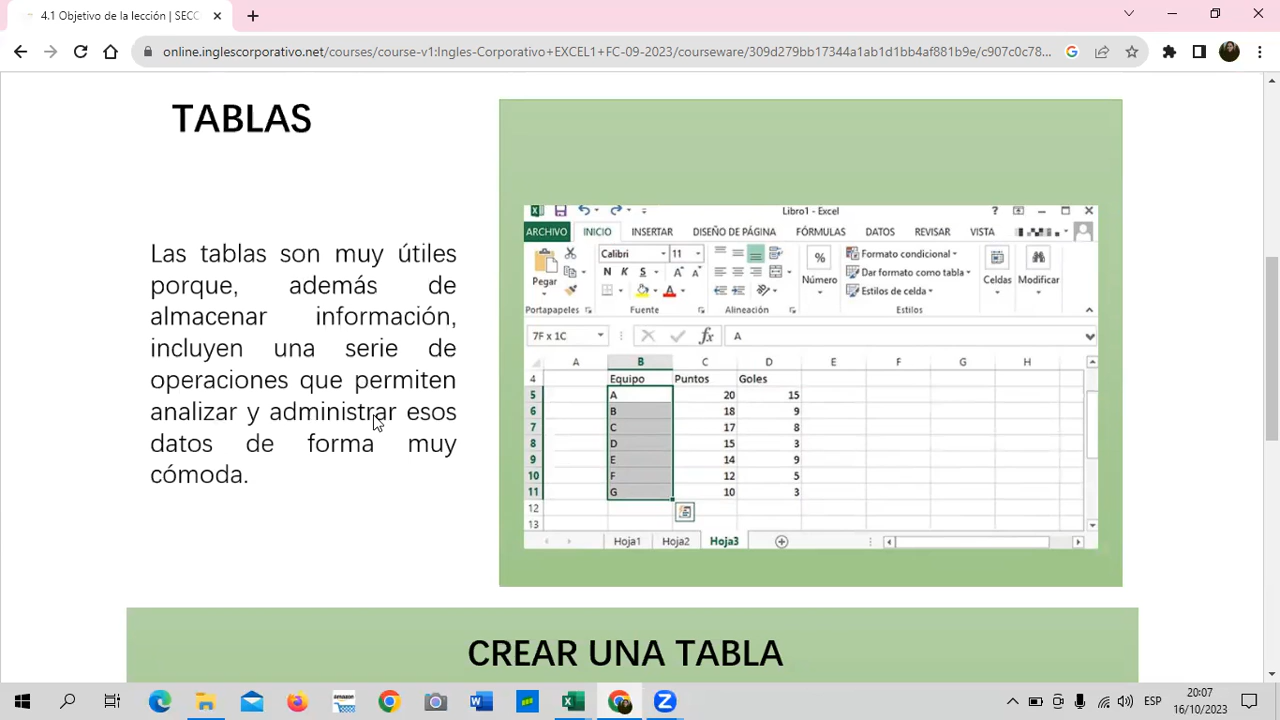 4.1 Objetivo de la lección | SECC
online.inglescorporativo.net/courses/course-v1:Ingles-Corporativo+EXCEL1+FC-09-2023/courseware/309d279bb17344a1ab1d1bb4af881b9e/c907c0c78...
TABLAS
Las tablas son muy útiles
porque, además de
almacenar información,
incluyen una serie de
operaciones que permiten
analizar y administrar esos
datos de forma muy
cómoda.
Libro1 - Excel
ARCHIVO INICIO INSERTAR DISEÑO DE PÁGINA FÓRMULAS DATOS REVISAR VISTA
Pegar
Calibri 11
N K S
%
Número
Formato condicional
Dar formato como tabla
Estilos de celda
Celdas
Modificar
Portapapeles Fuente Alineación Estilos
7F x 1C fx A
A B C D E F G H
4 Equipo Puntos Goles
5 A 20 15
6 B 18 9
7 C 17 8
8 D 15 3
9 E 14 9
10 F 12 5
11 G 10 3
12
13
Hoja1 Hoja2 Hoja3
CREAR UNA TABLA
ESP
20:07
16/10/2023